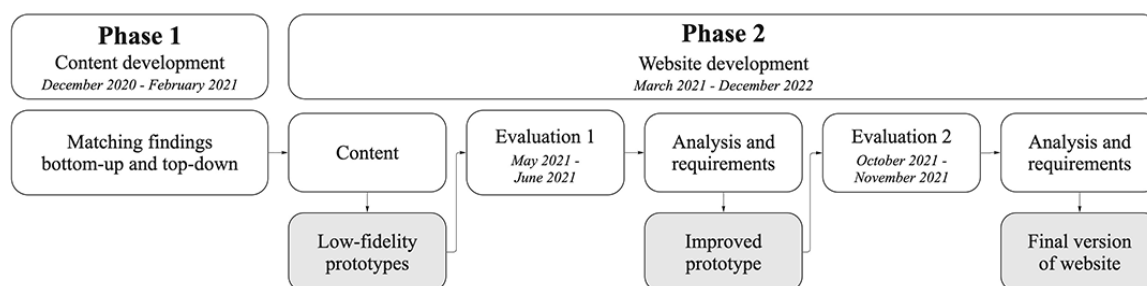 Phase 1
Content development
December 2020 - February 2021
Phase 2
Website development
March 2021 - December 2022
Matching findings
bottom-up and top-down
Content
Evaluation 1
May 2021 -
June 2021
Analysis and
requirements
Evaluation 2
October 2021 -
November 2021
Analysis and
requirements
Low-fidelity
prototypes
Improved
prototype
Final version
of website